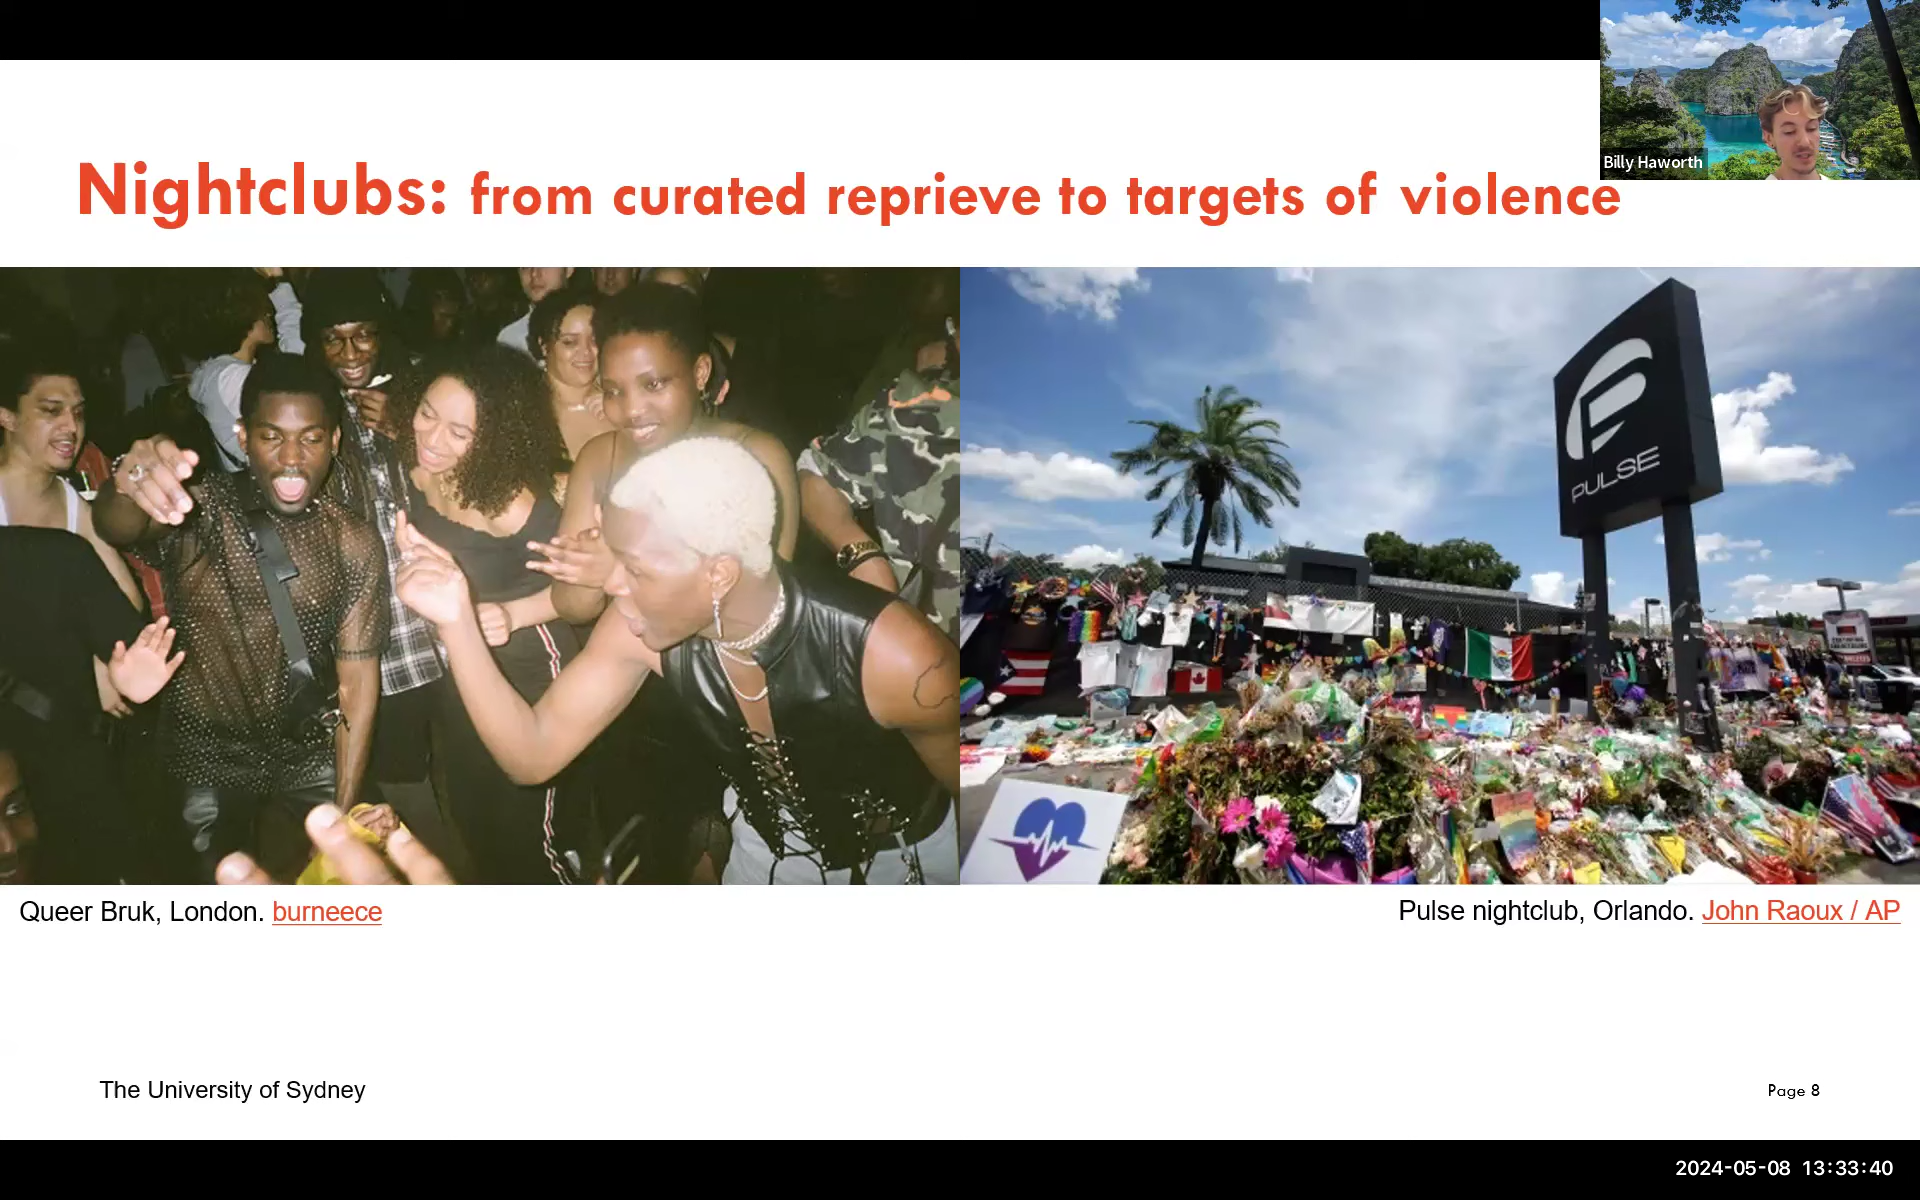 Billy Haworth
Nightclubs: from curated reprieve to targets of violence
PULSE
Queer Bruk, London. burneece
Pulse nightclub, Orlando. John Raoux / AP
The University of Sydney
Page 8
2024-05-08 13:33:40